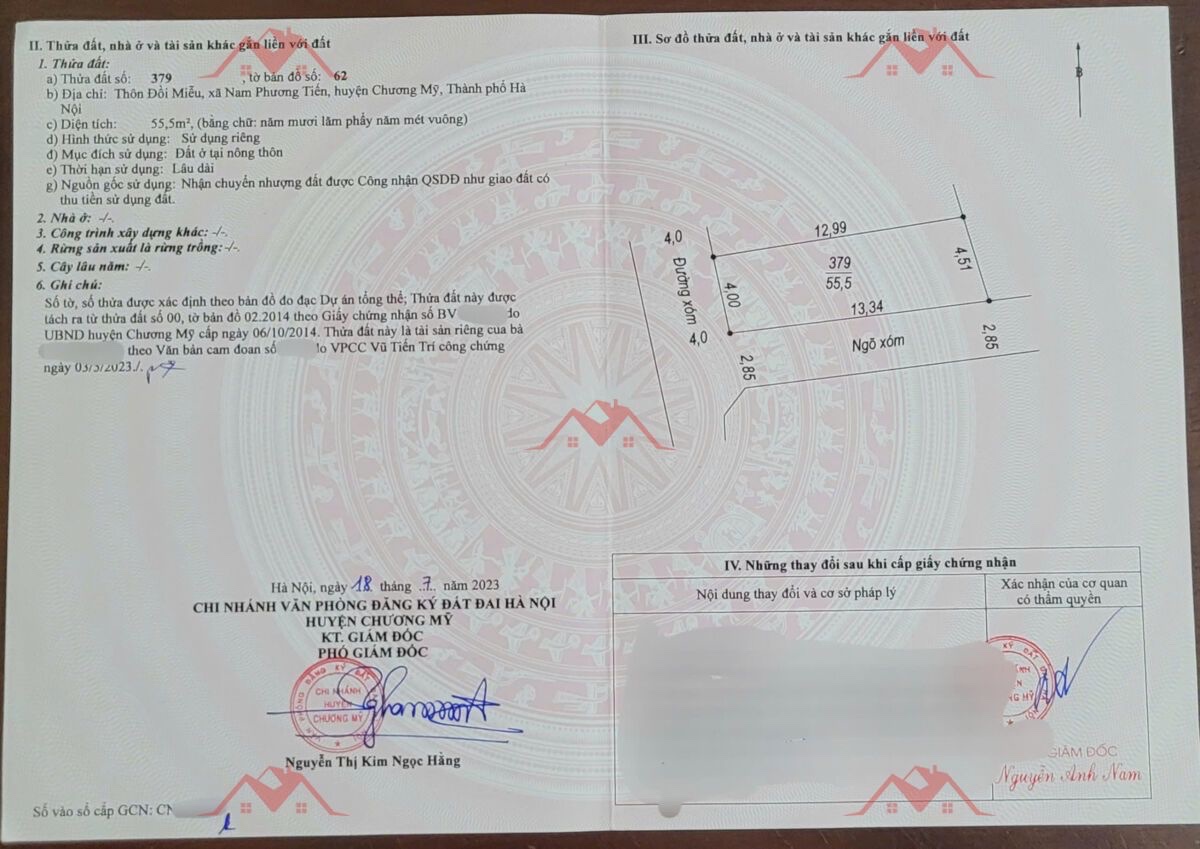 II. Thửa đất, nhà ở và tài sản khác gắn liền với đất
1. Thửa đất:
a) Thửa đất số: 379 , tờ bản đồ số: 62
b) Địa chỉ: Thôn Đồi Miễu, xã Nam Phương Tiến, huyện Chương Mỹ, Thành phố Hà
Nội
c) Diện tích: 55,5m², (bằng chữ: năm mươi lăm phẩy năm mét vuông)
d) Hình thức sử dụng: Sử dụng riêng
đ) Mục đích sử dụng: Đất ở tại nông thôn
e) Thời hạn sử dụng: Lâu dài
g) Nguồn gốc sử dụng: Nhận chuyển nhượng đất được Công nhận QSDĐ như giao đất có
thu tiền sử dụng đất.
2. Nhà ở: -/-.
3. Công trình xây dựng khác: -/-.
4. Rừng sản xuất là rừng trồng: -/-.
5. Cây lâu năm: -/-.
6. Ghi chú:
Số tờ, số thửa được xác định theo bản đồ đo đạc Dự án tổng thể; Thửa đất này được
tách ra từ thửa đất số 00, tờ bản đồ 02.2014 theo Giấy chứng nhận số BV do
UBND huyện Chương Mỹ cấp ngày 06/10/2014. Thửa đất này là tài sản riêng của bà
theo Văn bản cam đoan số do VPCC Vũ Tiến Trí công chứng
ngày 03/5/2023./.
Hà Nội, ngày 18 tháng 7 năm 2023
CHI NHÁNH VĂN PHÒNG ĐĂNG KÝ ĐẤT ĐAI HÀ NỘI
HUYỆN CHƯƠNG MỸ
KT. GIÁM ĐỐC
PHÓ GIÁM ĐỐC
CHI NHÁNH
HUYỆN
CHƯƠNG MỸ
Nguyễn Thị Kim Ngọc Hằng
Số vào sổ cấp GCN: CN
III. Sơ đồ thửa đất, nhà ở và tài sản khác gắn liền với đất
B
4,0
12,99
4,51
Đường xóm
4,00
379
55,5
13,34
4,0
2,85
Ngõ xóm
2,85
IV. Những thay đổi sau khi cấp giấy chứng nhận
Nội dung thay đổi và cơ sở pháp lý
Xác nhận của cơ quan
có thẩm quyền
GIÁM ĐỐC
Nguyễn Anh Nam